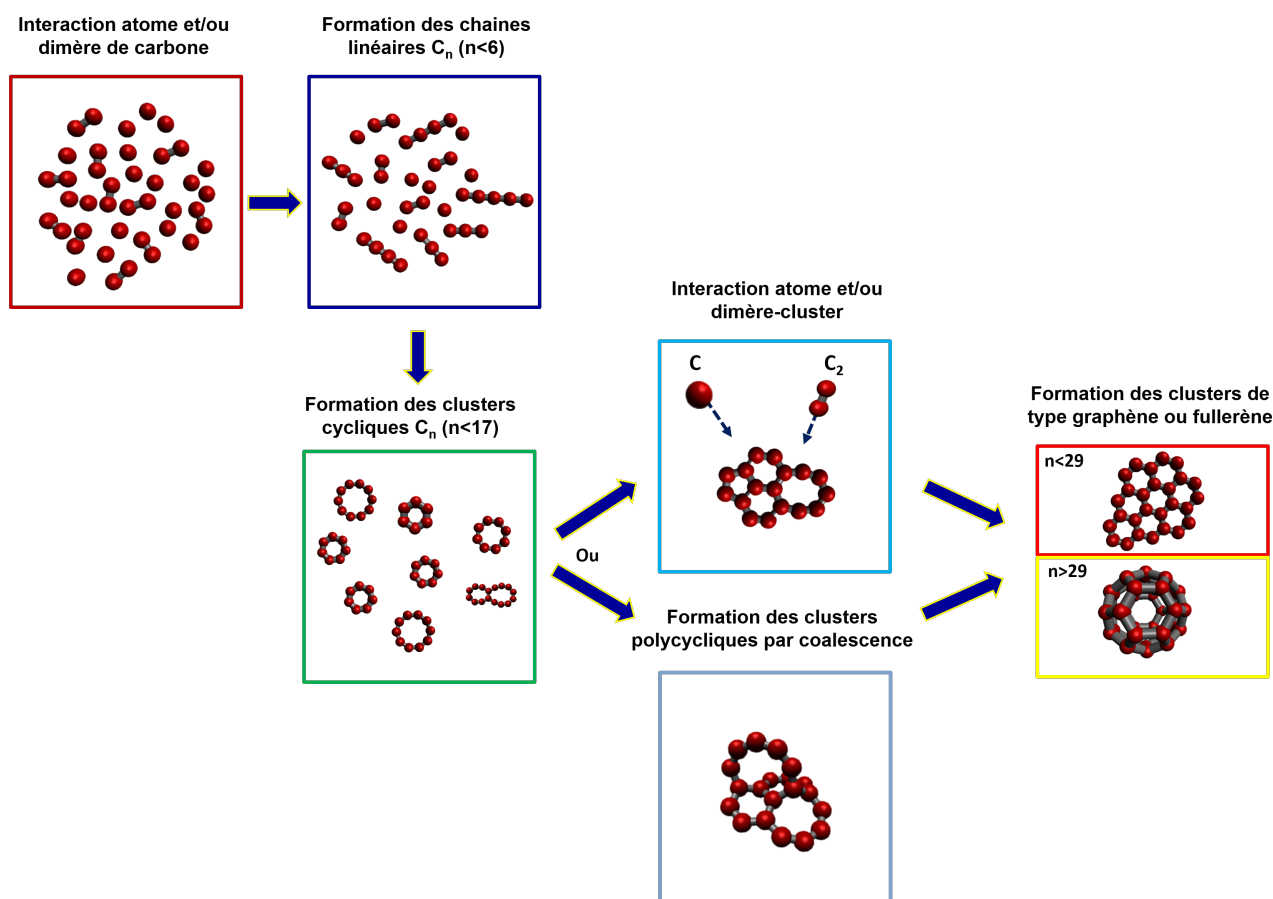 Interaction atome et/ou
dimère de carbone
Formation des chaines
linéaires Cₙ (n<6)
Formation des clusters
cycliques Cₙ (n<17)
Ou
Interaction atome et/ou
dimère-cluster
C
C₂
Formation des clusters
polycycliques par coalescence
Formation des clusters de
type graphène ou fullerène
n<29
n>29